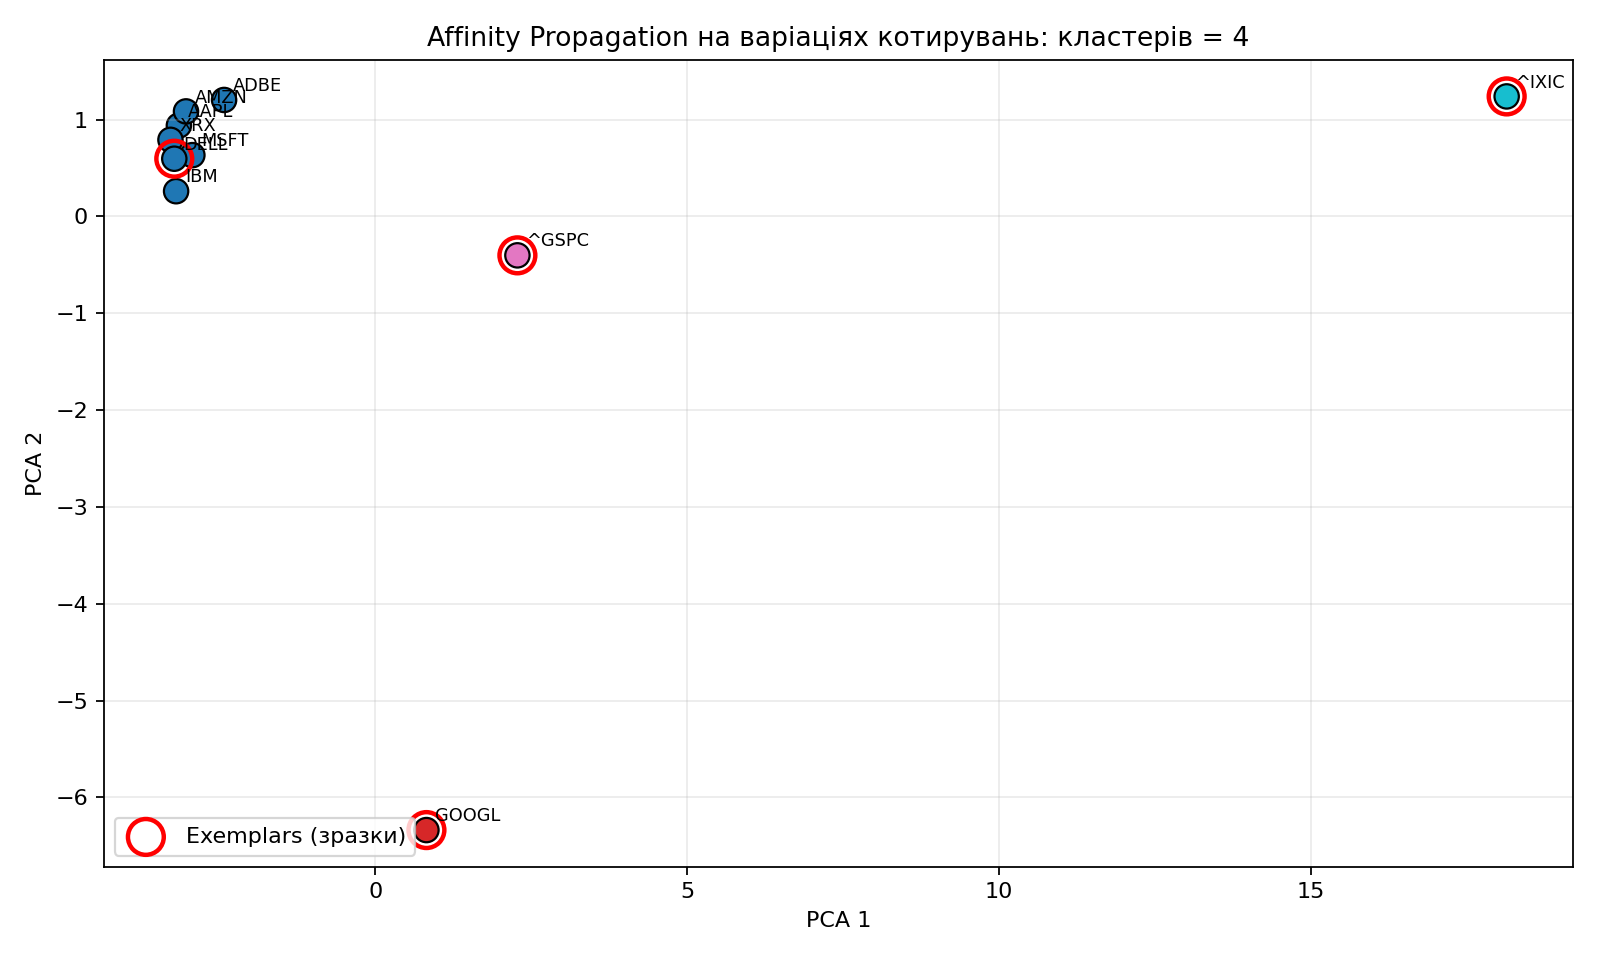 Affinity Propagation на варіаціях котирувань: кластерів = 4
ADBE
^IXIC
AMZN
AAPL
XRX
MSFT
DELL
IBM
^GSPC
GOOGL
Exemplars (зразки)
1
0
−1
−2
−3
−4
−5
−6
PCA 2
0
5
10
15
PCA 1